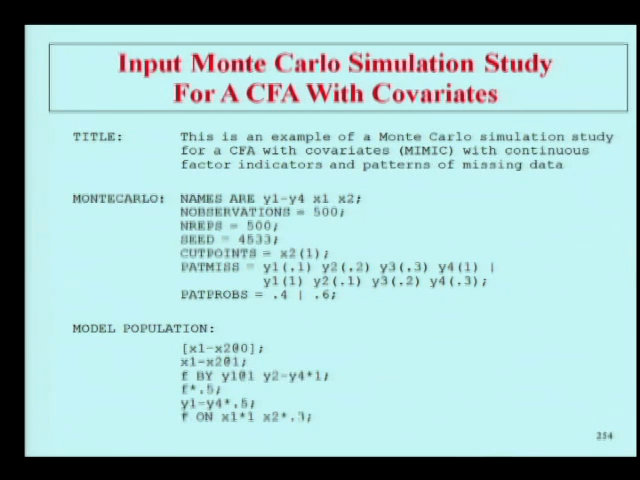 Input Monte Carlo Simulation Study
For A CFA With Covariates
TITLE: This is an example of a Monte Carlo simulation study
for a CFA with covariates (MIMIC) with continuous
factor indicators and patterns of missing data
MONTECARLO: NAMES ARE y1-y4 x1 x2;
NOBSERVATIONS = 500;
NREPS = 500;
SEED = 4533;
CUTPOINTS = x2(1);
PATMISS = y1(.1) y2(.2) y3(.3) y4(1) |
y1(1) y2(.1) y3(.2) y4(.3);
PATPROBS = .4 | .6;
MODEL POPULATION:
[x1-x2@0];
x1-x2@1;
f BY y1@1 y2-y4*1;
f*.5;
y1-y4*.5;
f ON x1*1 x2*.3;
254